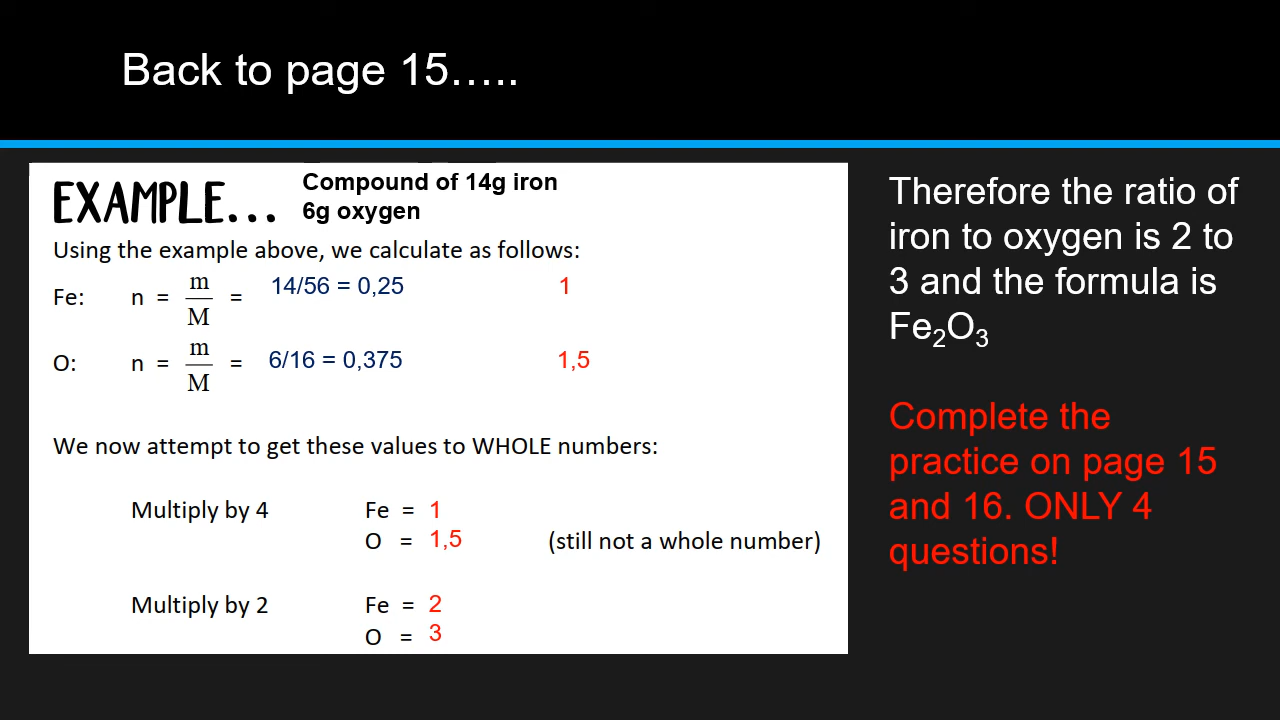 Back to page 15…..
EXAMPLE...
Compound of 14g iron
6g oxygen
Using the example above, we calculate as follows:
Fe: n = m/M = 14/56 = 0,25 1
O: n = m/M = 6/16 = 0,375 1,5
We now attempt to get these values to WHOLE numbers:
Multiply by 4 Fe = 1
O = 1,5 (still not a whole number)
Multiply by 2 Fe = 2
O = 3
Therefore the ratio of
iron to oxygen is 2 to
3 and the formula is
Fe₂O₃
Complete the
practice on page 15
and 16. ONLY 4
questions!